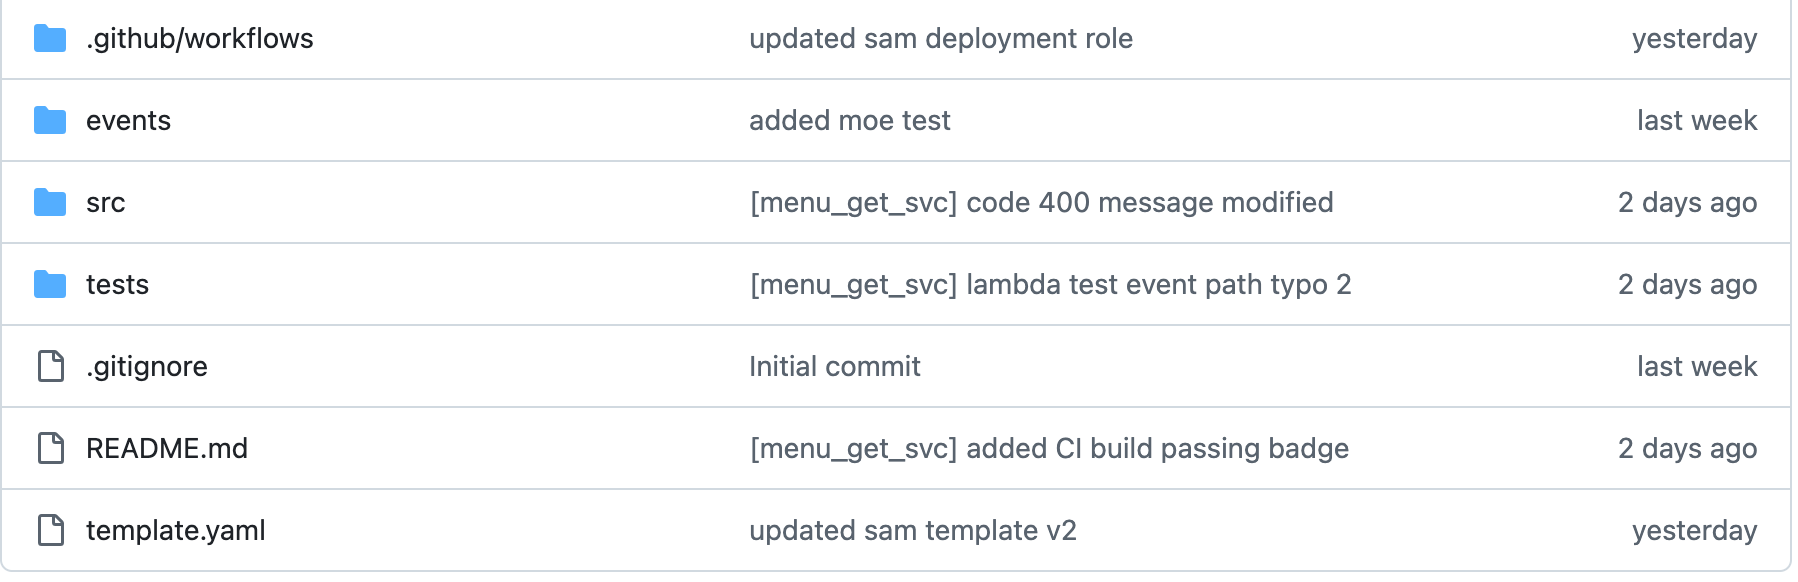 .github/workflows updated sam deployment role yesterday
events added moe test last week
src [menu_get_svc] code 400 message modified 2 days ago
tests [menu_get_svc] lambda test event path typo 2 2 days ago
.gitignore Initial commit last week
README.md [menu_get_svc] added CI build passing badge 2 days ago
template.yaml updated sam template v2 yesterday